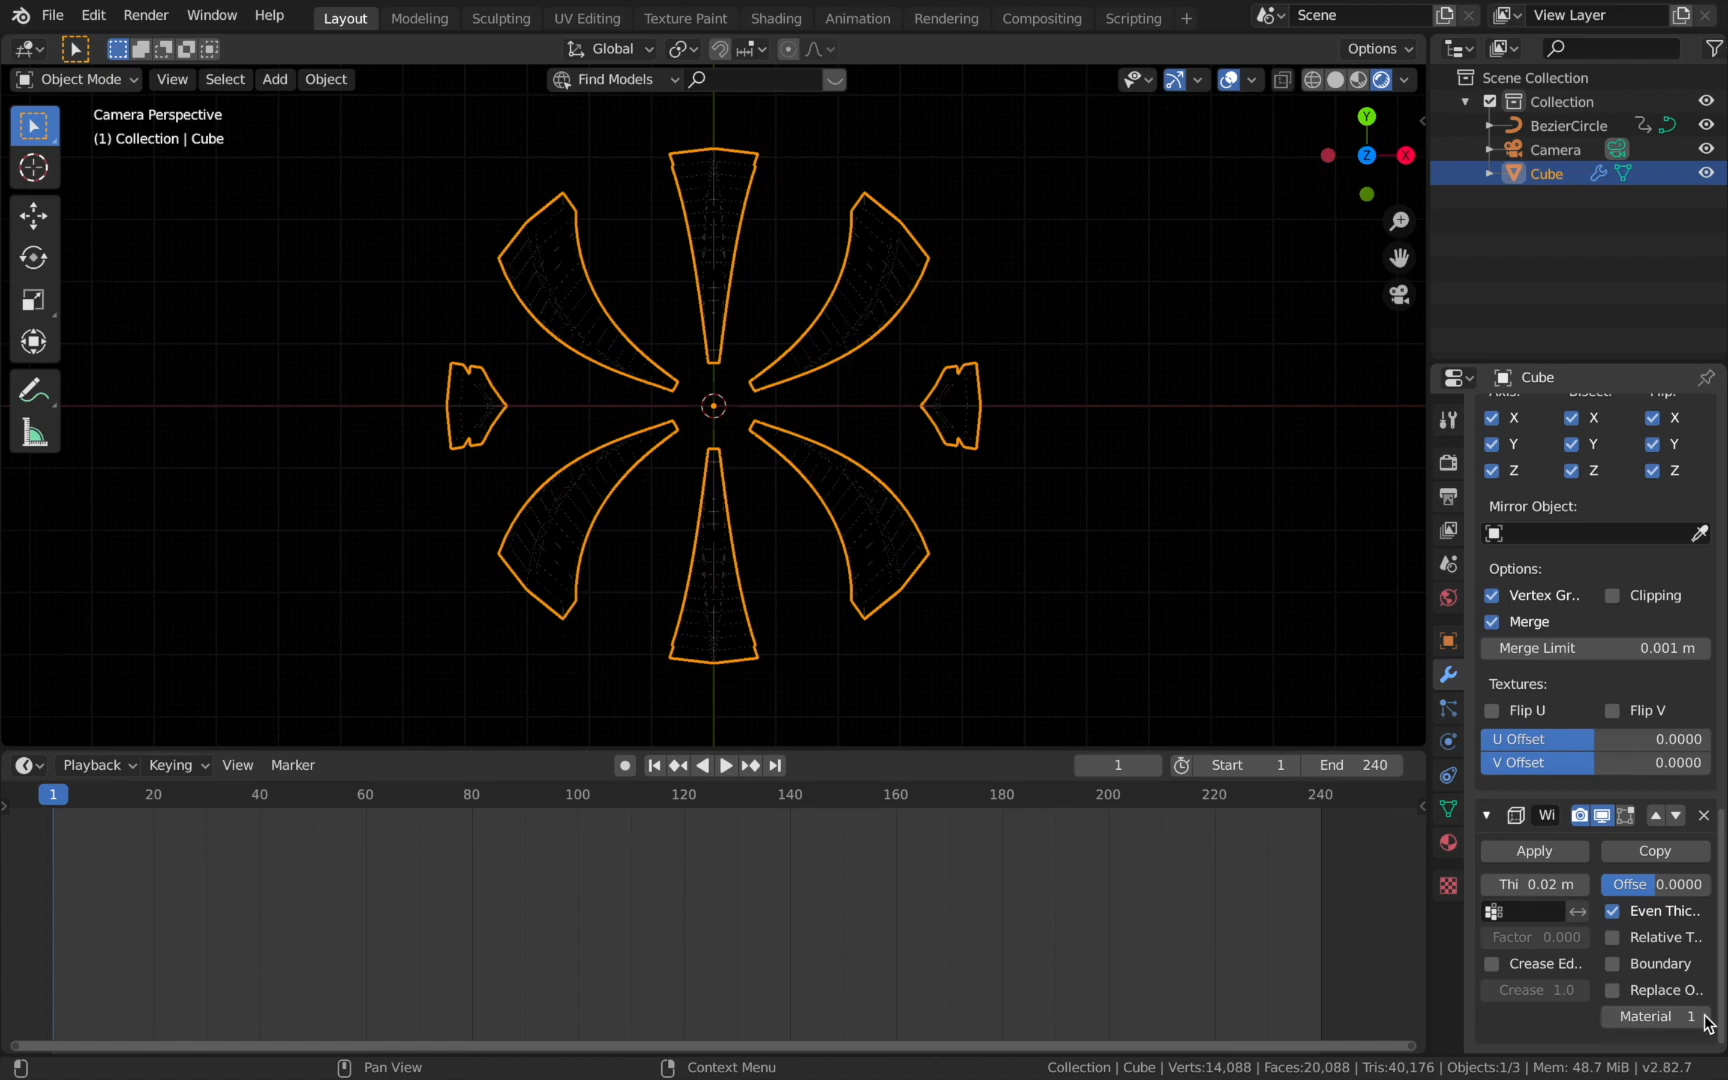 File Edit Render Window Help Layout Modeling Sculpting UV Editing Texture Paint Shading Animation Rendering Compositing Scripting + Scene View Layer
Global Options
Object Mode View Select Add Object Find Models
Camera Perspective
(1) Collection | Cube
Y
Z
X
Scene Collection
Collection
BezierCircle
Camera
Cube
Cube
X X X
Y Y Y
Z Z Z
Mirror Object:
Options:
Vertex Gr.. Clipping
Merge
Merge Limit 0.001 m
Textures:
Flip U Flip V
U Offset 0.0000
V Offset 0.0000
Wi
Apply Copy
Thi 0.02 m Offse 0.0000
Even Thic..
Factor 0.000 Relative T..
Crease Ed.. Boundary
Crease 1.0 Replace O..
Material 1
Playback Keying View Marker 1 Start 1 End 240
1 20 40 60 80 100 120 140 160 180 200 220 240
Pan View Context Menu Collection | Cube | Verts:14,088 | Faces:20,088 | Tris:40,176 | Objects:1/3 | Mem: 48.7 MiB | v2.82.7